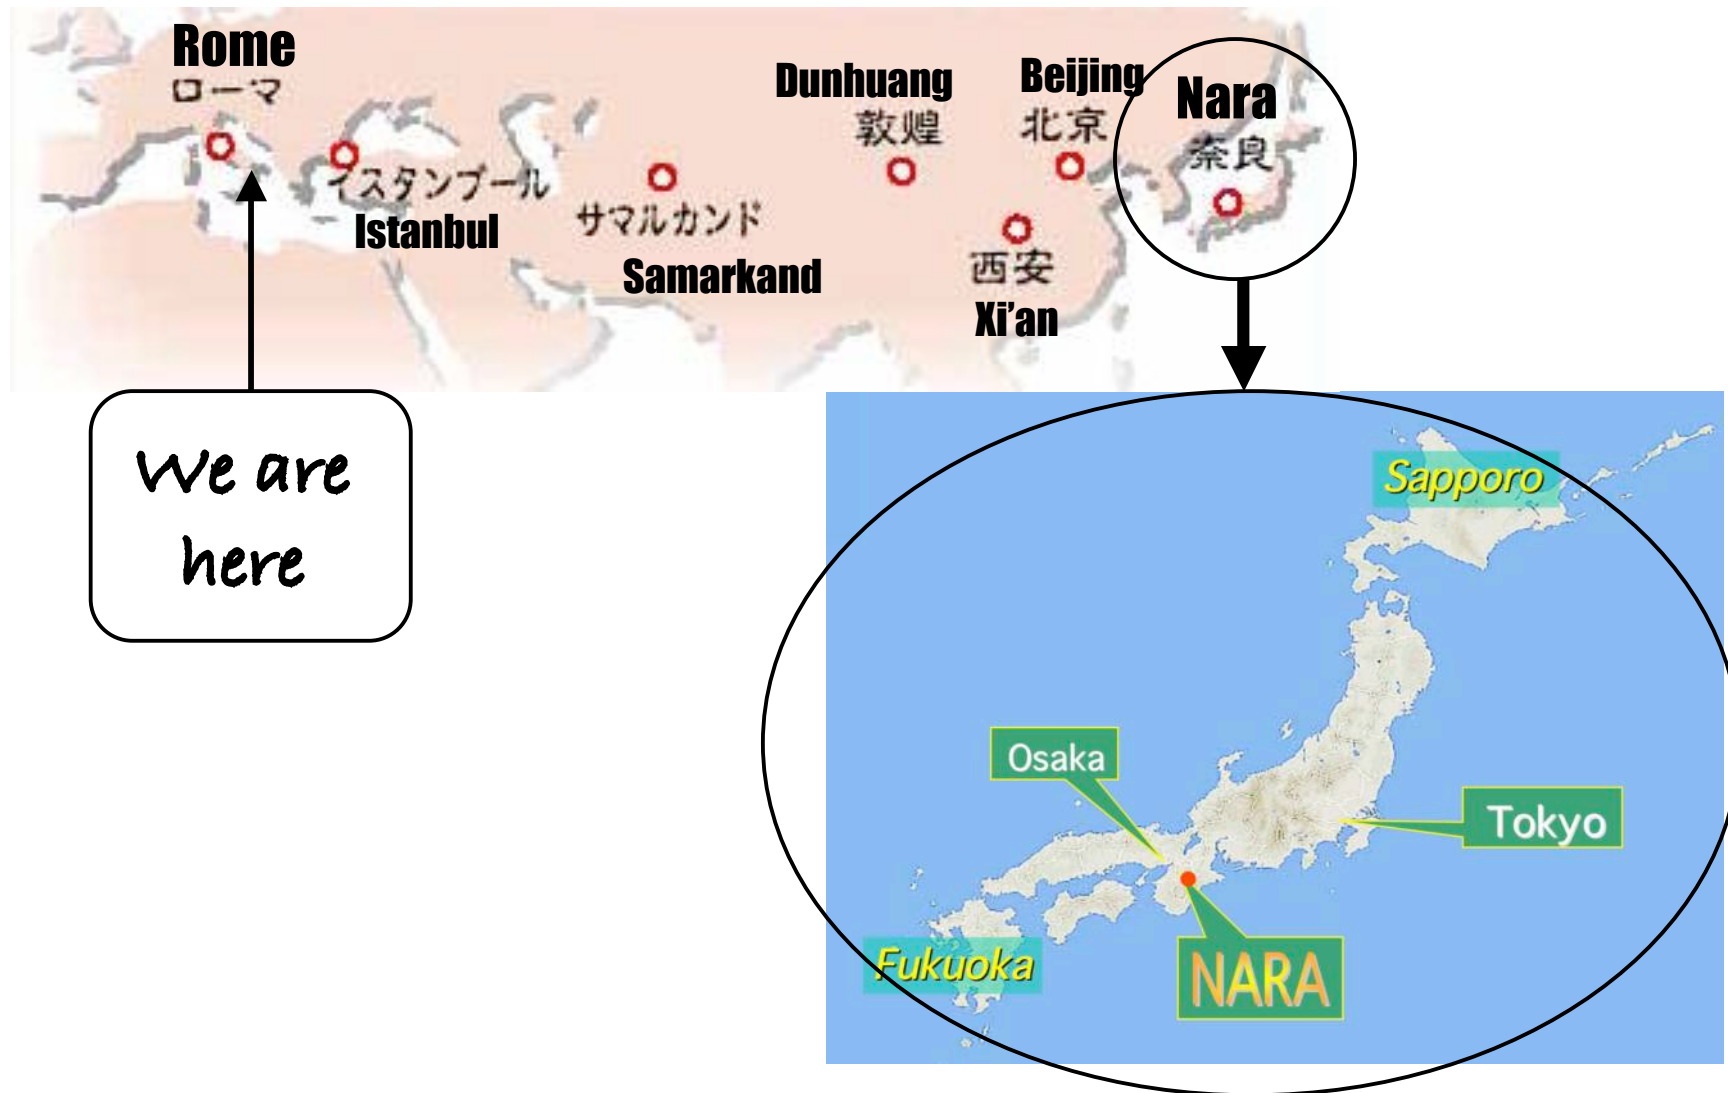 Rome
ローマ
Dunhuang
敦煌
Beijing
北京
Nara
奈良
イスタンブール
Istanbul
サマルカンド
Samarkand
西安
Xi’an
We are
here
Sapporo
Osaka
Tokyo
Fukuoka
NARA